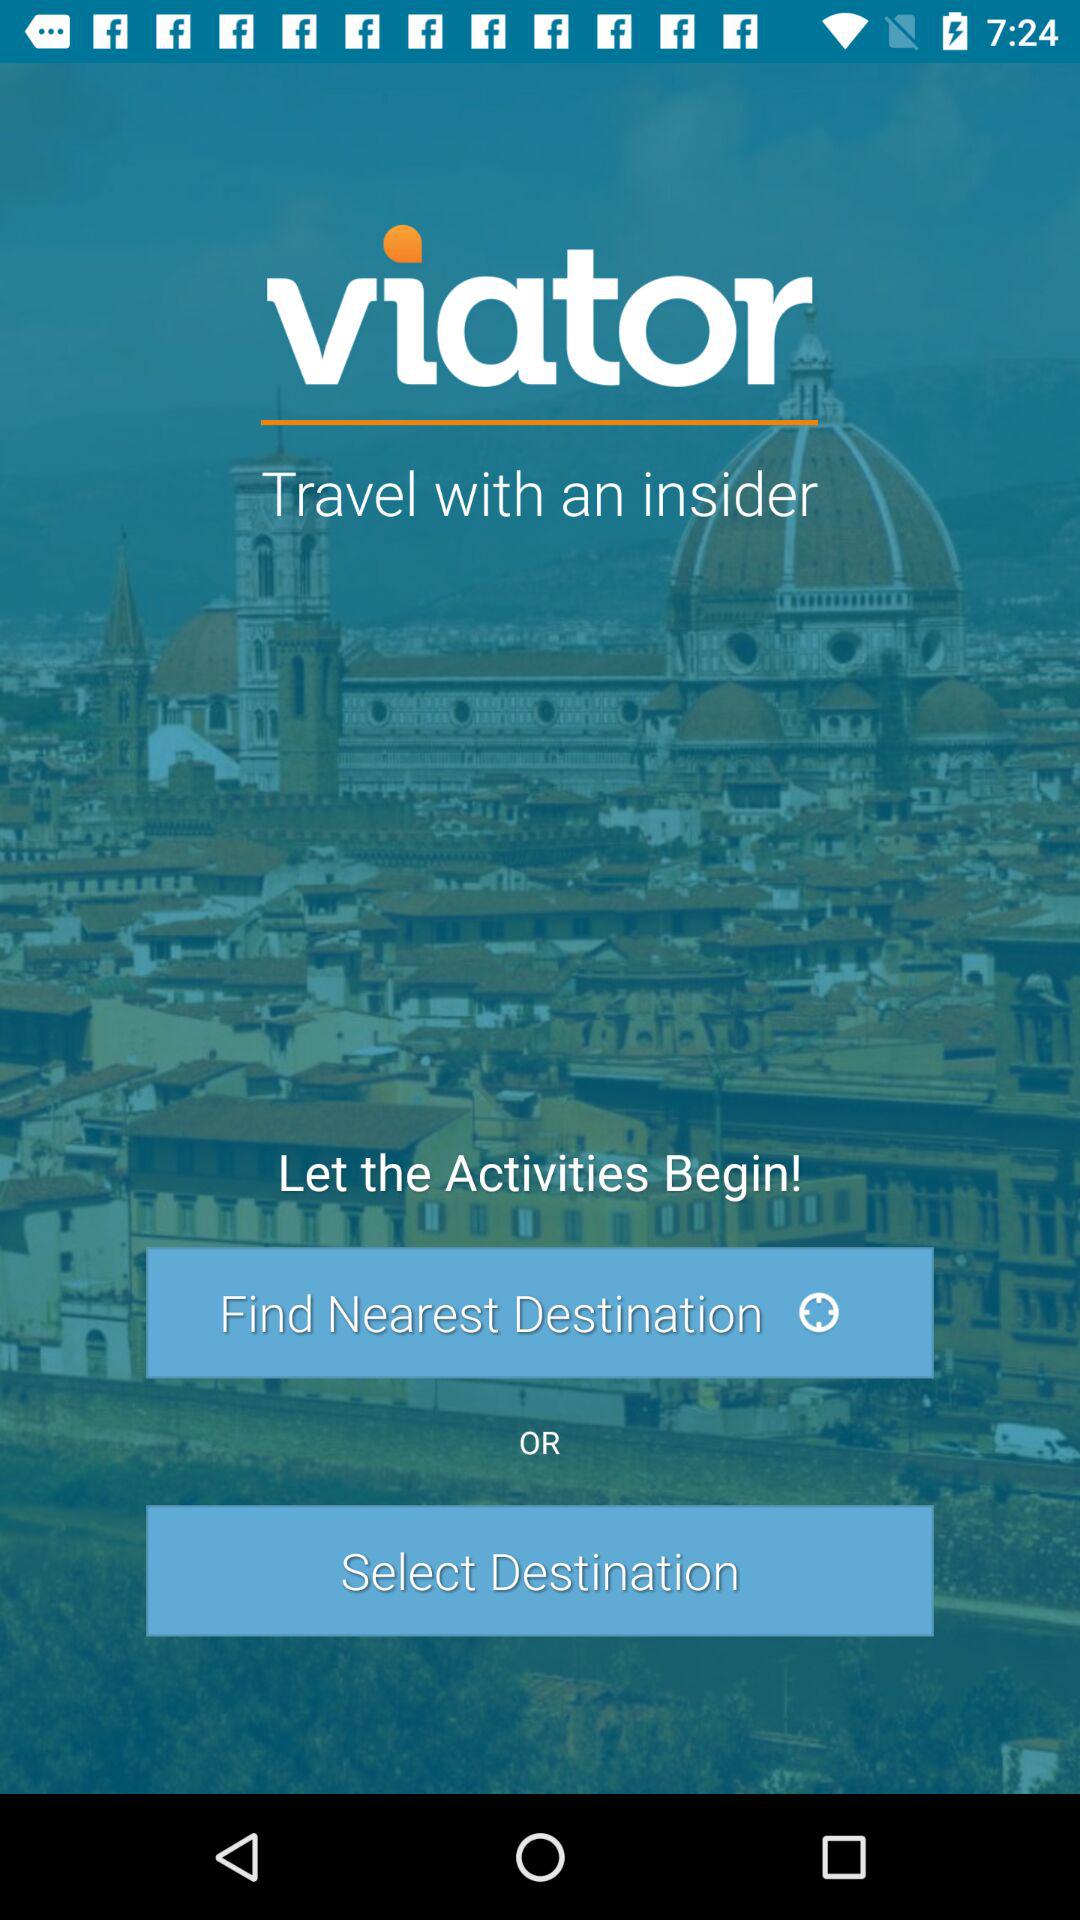 7:24
viator
Travel with an insider
Let the Activities Begin!
Find Nearest Destination
OR
Select Destination